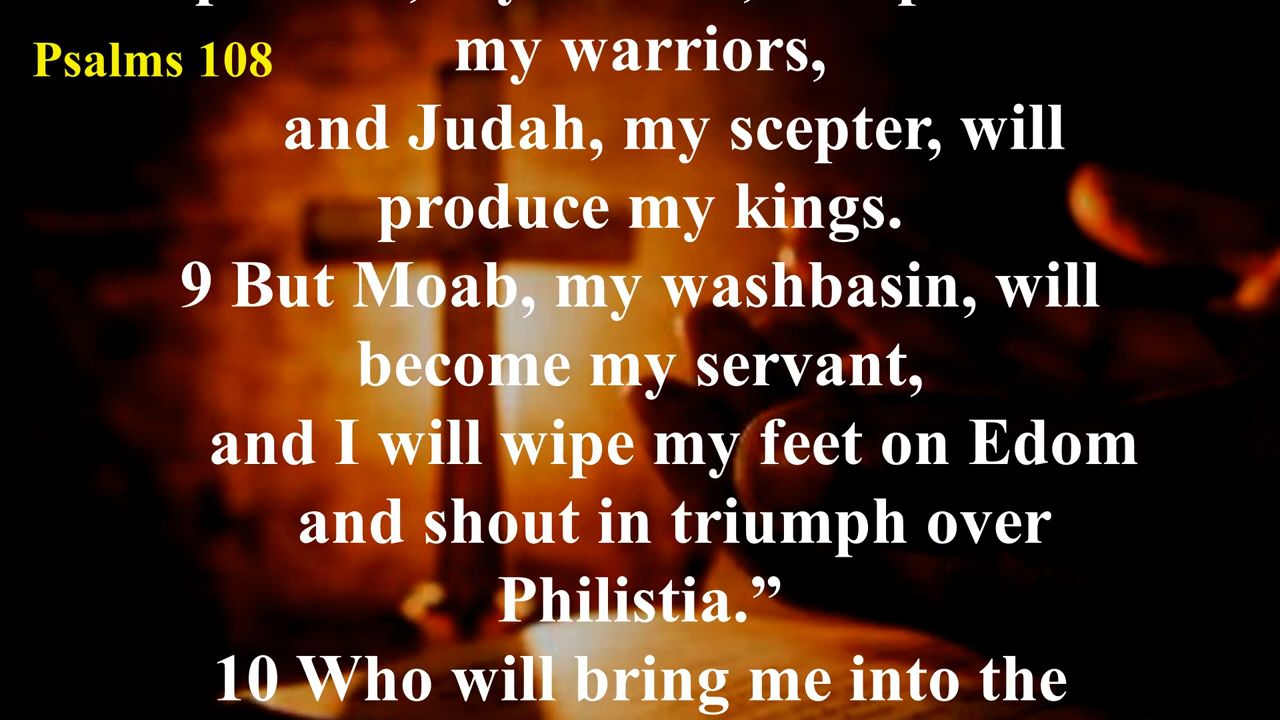 Psalms 108
my warriors,
and Judah, my scepter, will
produce my kings.
9 But Moab, my washbasin, will
become my servant,
and I will wipe my feet on Edom
and shout in triumph over
Philistia.”
10 Who will bring me into the